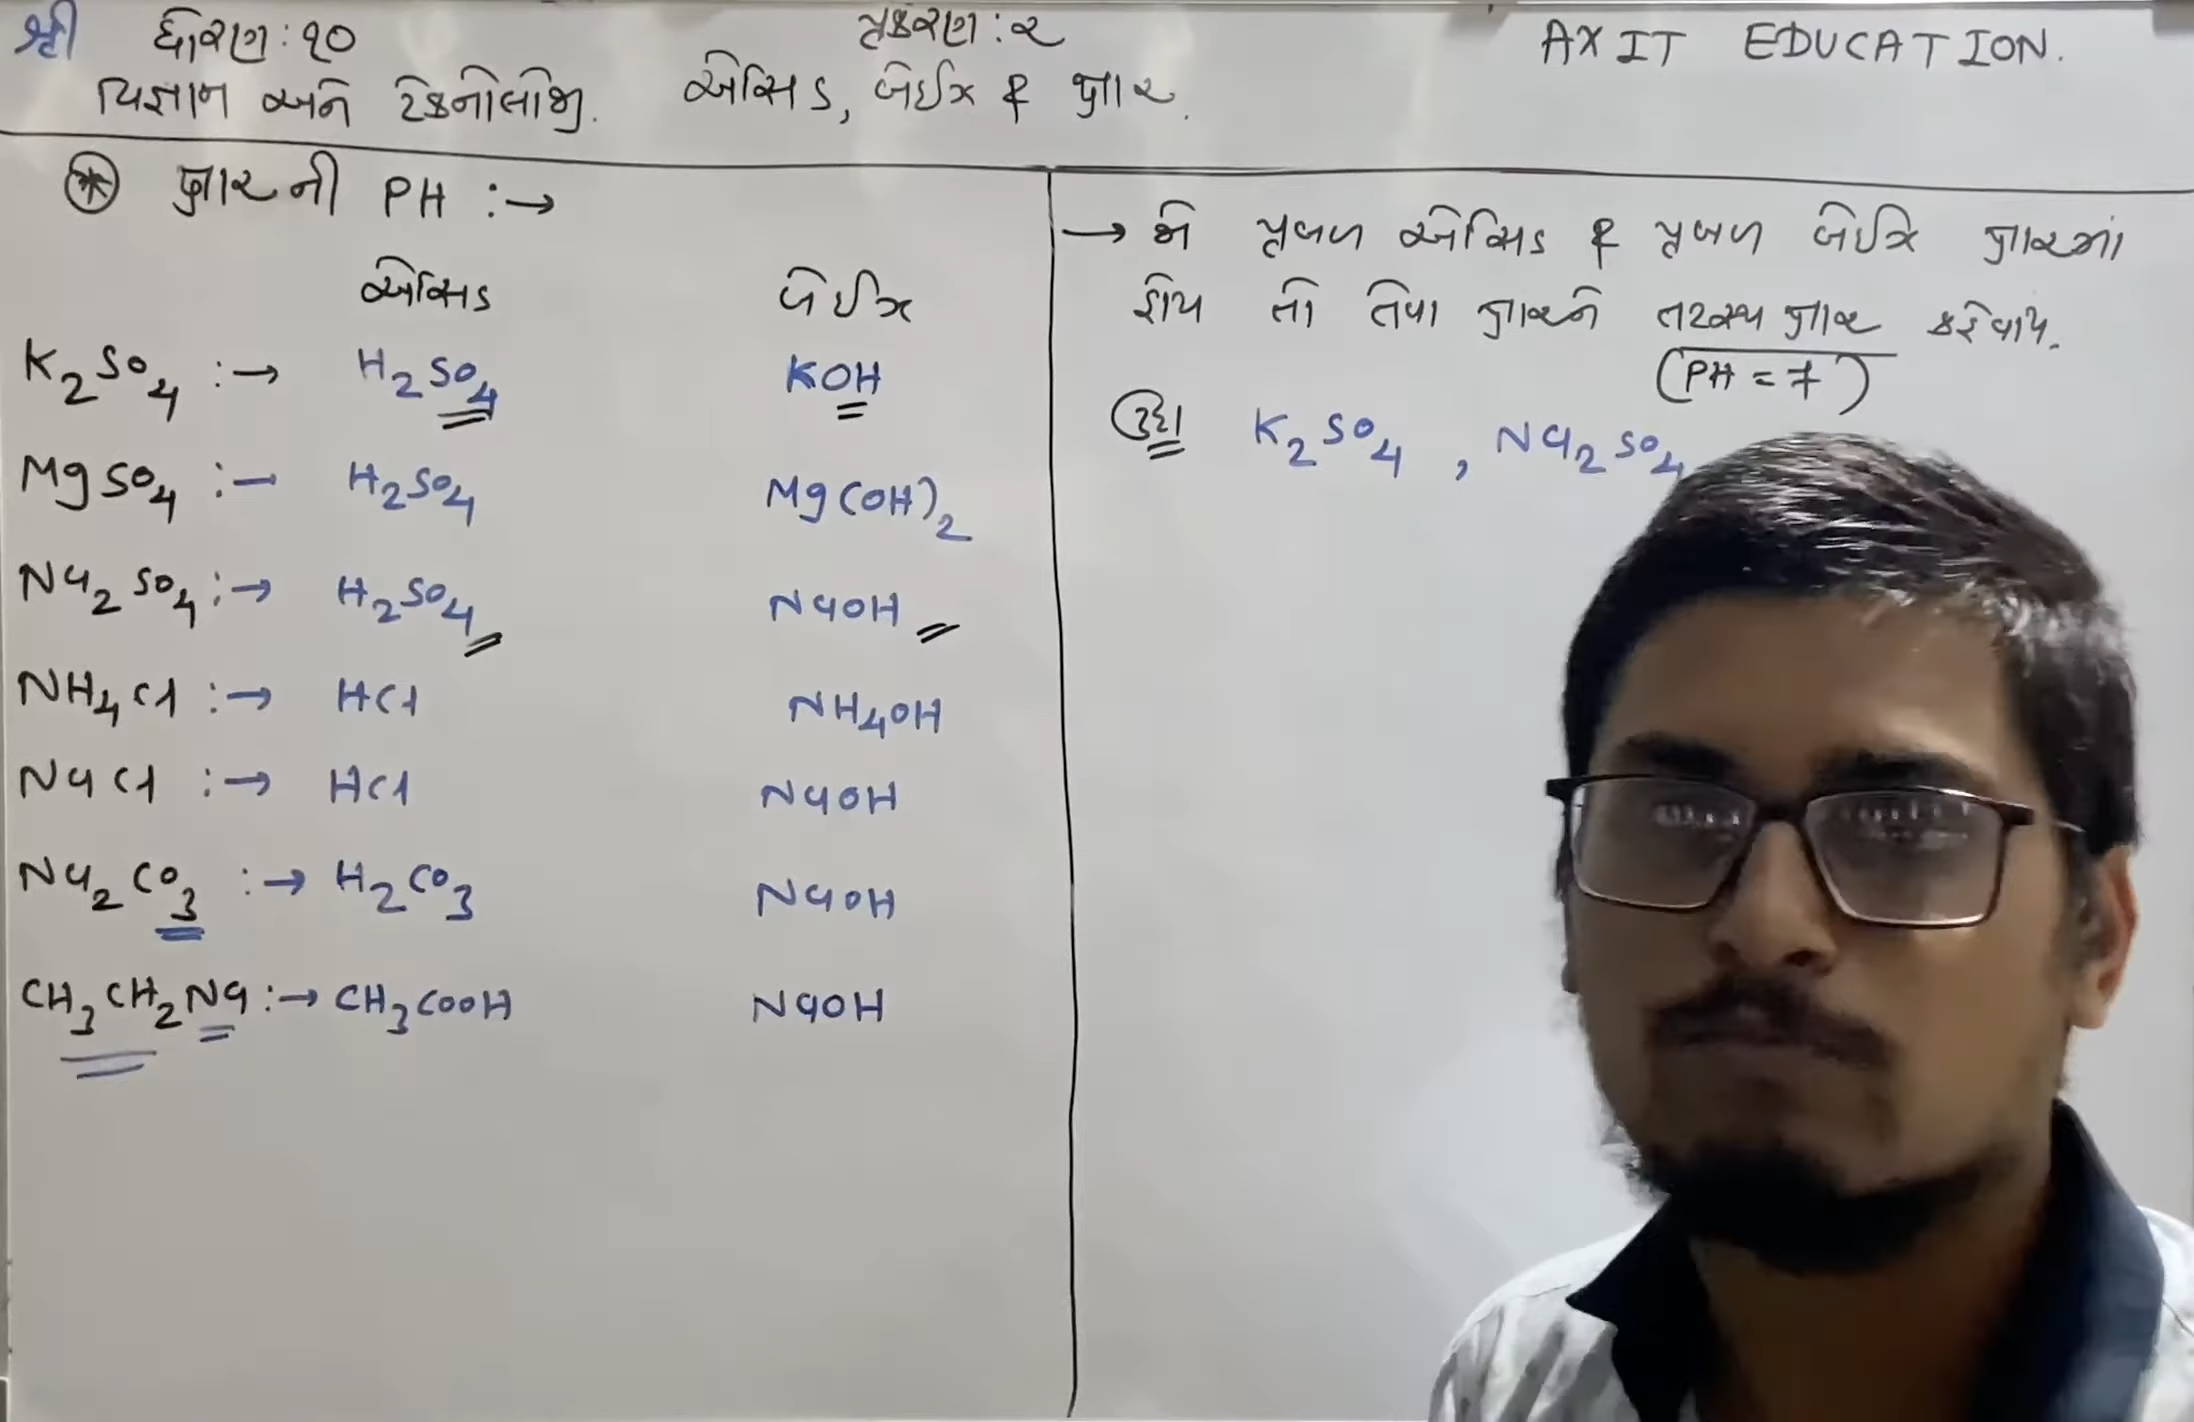 શ્રી ધોરણ : ૧૦ પ્રકરણ : ૨ AXIT EDUCATION.
વિજ્ઞાન અને ટેકનોલોજી. એસિડ, બેઈઝ & ક્ષાર.
* ક્ષારની PH :→
એસિડ બેઈઝ
K2SO4 :→ H2SO4 KOH
MgSO4 :→ H2SO4 Mg(OH)2
Na2SO4 :→ H2SO4 NaOH
NH4Cl :→ HCl NH4OH
NaCl :→ HCl NaOH
Na2CO3 :→ H2CO3 NaOH
CH3CH2Na :→ CH3COOH NaOH
→ જો પ્રબળ એસિડ & પ્રબળ બેઈઝ ક્ષારમાં
હોય તો તેવા ક્ષારને તટસ્થ ક્ષાર કહેવાય.
(PH = 7)
ઉદા K2SO4 , Na2SO4